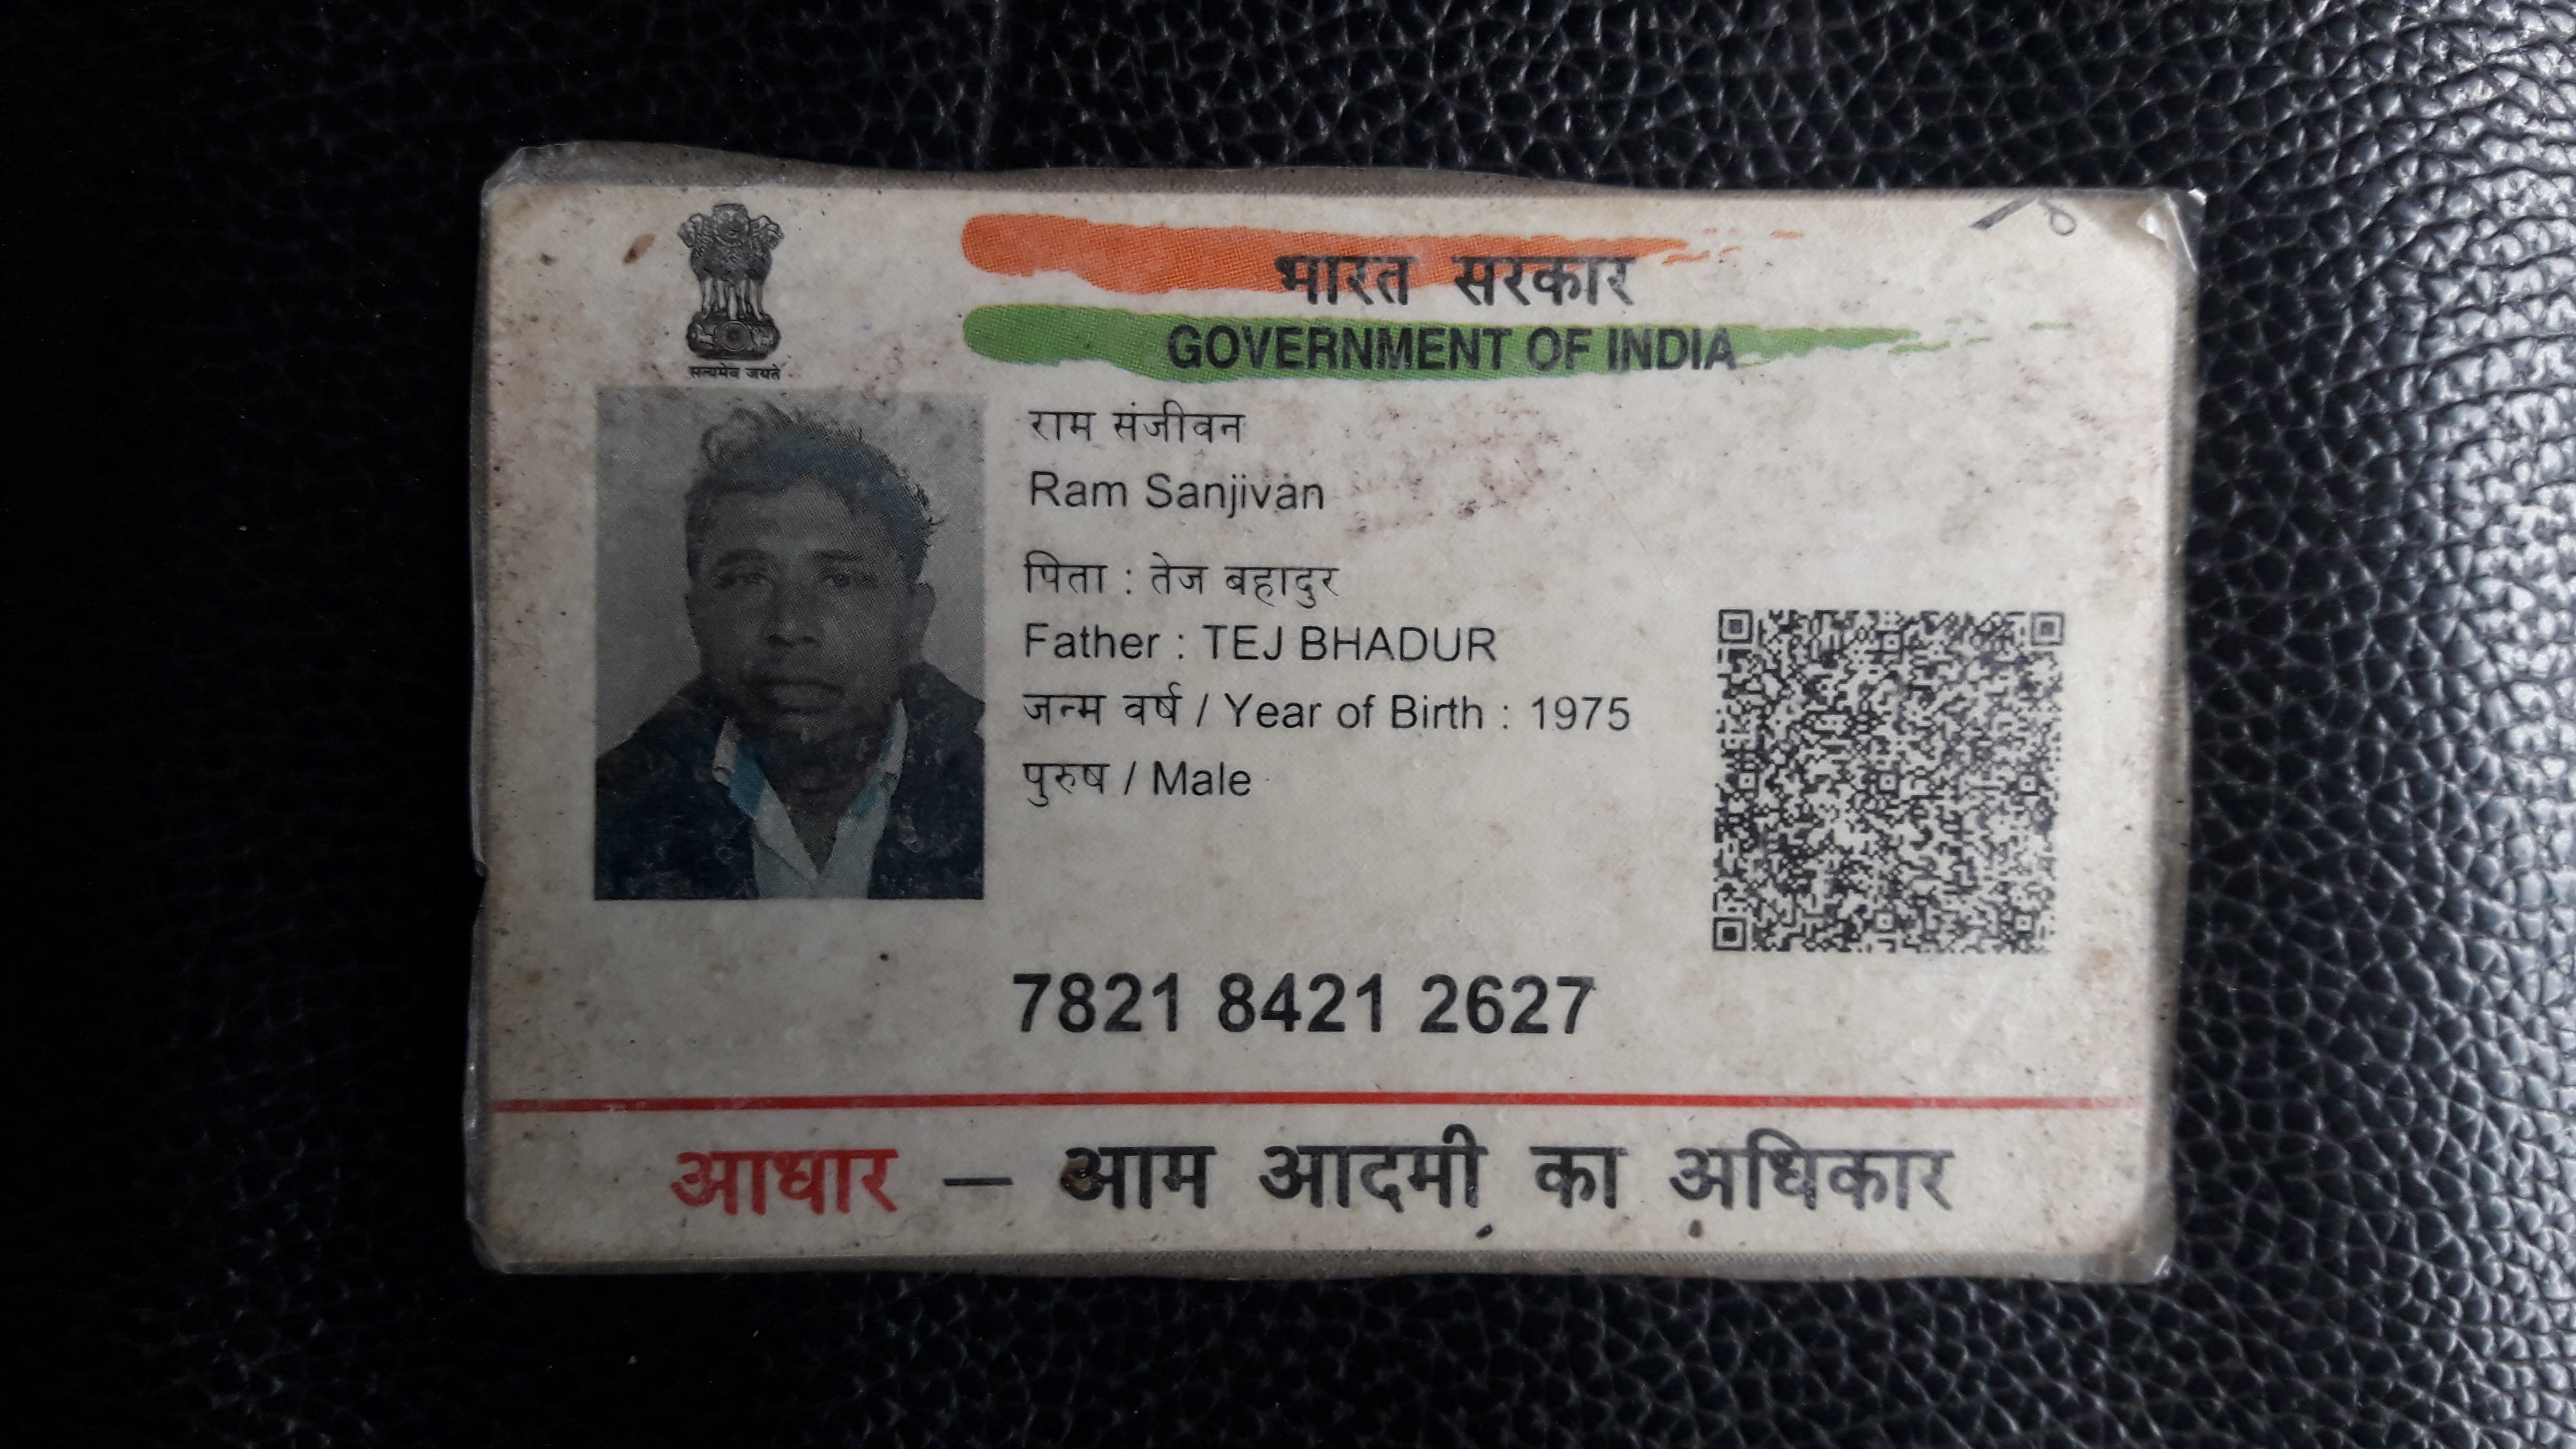 भारत सरकार
GOVERNMENT OF INDIA
सत्यमेव जयते
राम संजीवन
Ram Sanjivan
पिता : तेज बहादुर
Father : TEJ BHADUR
जन्म वर्ष / Year of Birth : 1975
पुरुष / Male
7821 8421 2627
आधार — आम आदमी का अधिकार